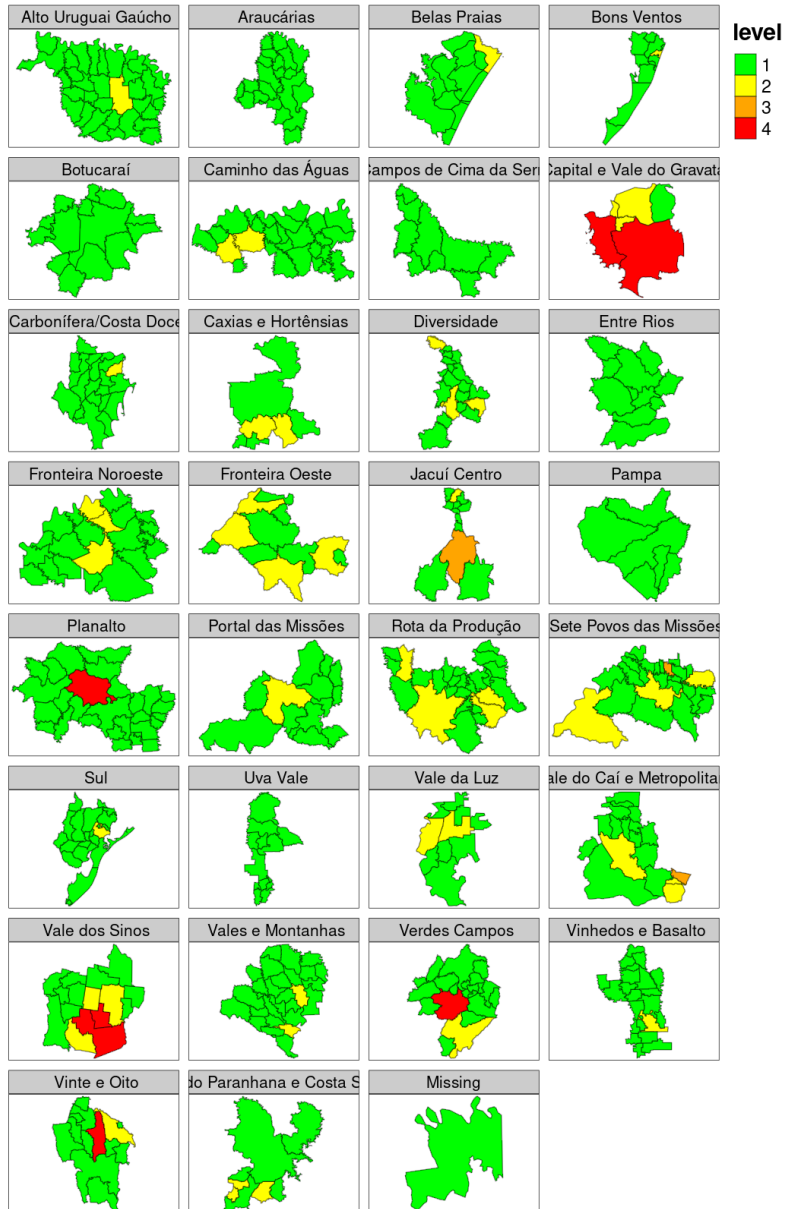 Alto Uruguai Gaúcho
Araucárias
Belas Praias
Bons Ventos
level
1
2
3
4
Botucaraí
Caminho das Águas
Campos de Cima da Serr
Capital e Vale do Gravata
Carbonífera/Costa Doce
Caxias e Hortênsias
Diversidade
Entre Rios
Fronteira Noroeste
Fronteira Oeste
Jacuí Centro
Pampa
Planalto
Portal das Missões
Rota da Produção
Sete Povos das Missões
Sul
Uva Vale
Vale da Luz
ale do Caí e Metropolita
Vale dos Sinos
Vales e Montanhas
Verdes Campos
Vinhedos e Basalto
Vinte e Oito
do Paranhana e Costa S
Missing